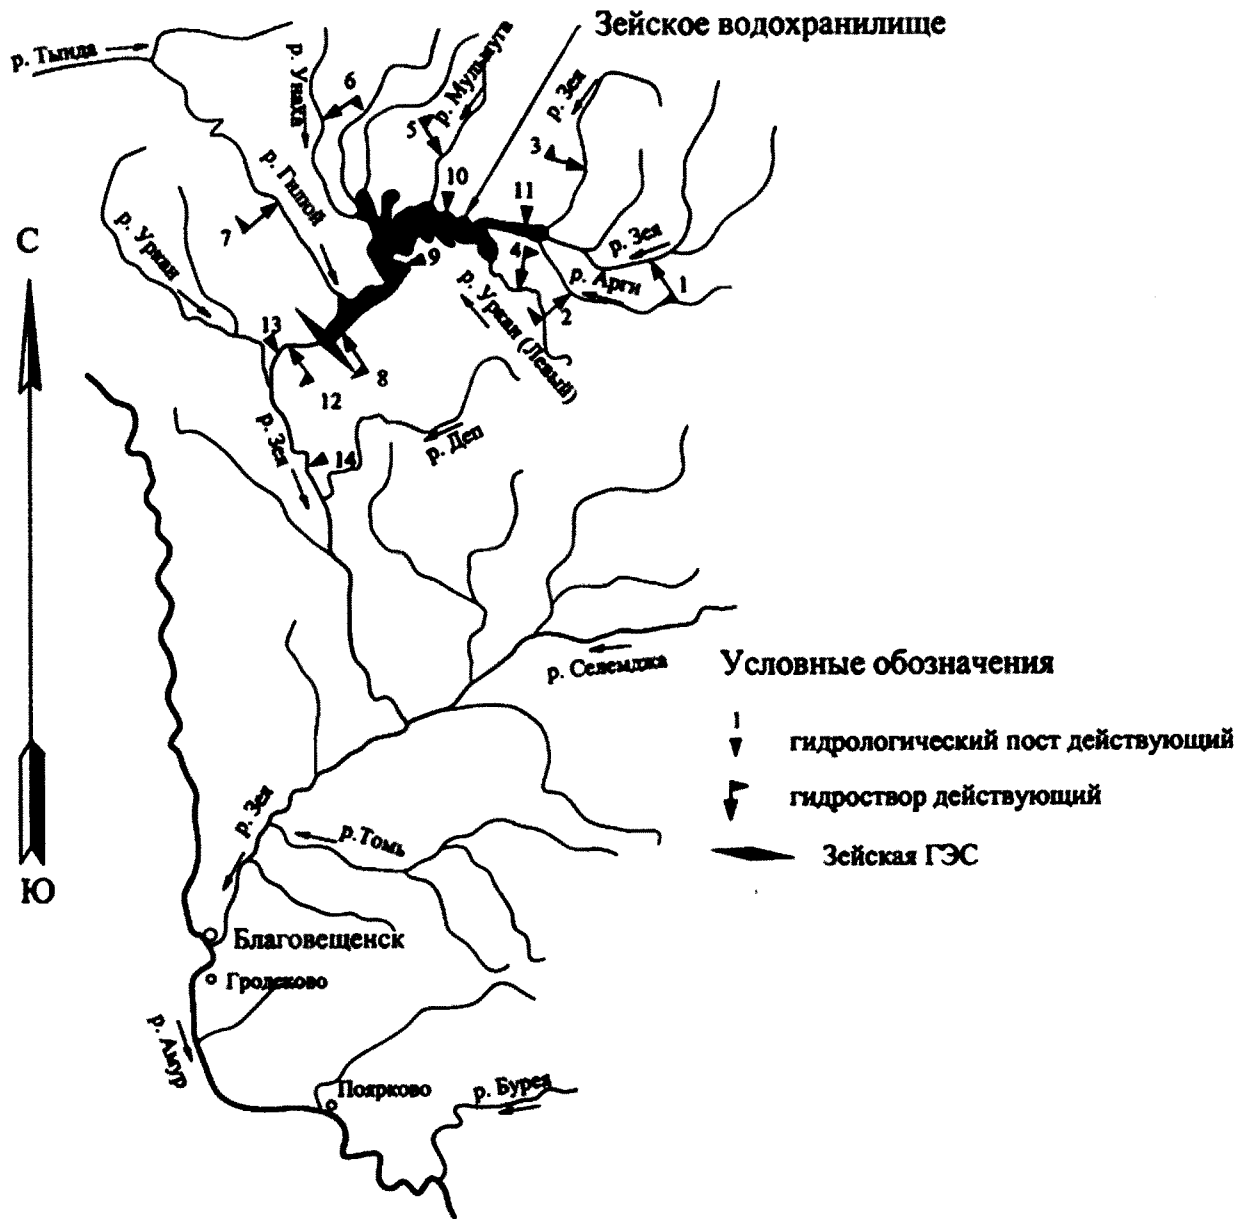 Зейское водохранилище
р. Тында
р. Унаха
6
5
р. Мульмуга
р. Зея
3
10
11
р. Гилюй
7
р. Уркан
С
9
4
р. Зея
р. Арги
1
2
р. Уркан (Левый)
13
8
12
р. Зея
14
р. Деп
р. Селемджа
Условные обозначения
1
гидрологический пост действующий
гидроствор действующий
Зейская ГЭС
р. Зея
р. Томь
Ю
Благовещенск
Гродеково
р. Амур
Поярково
р. Бурея